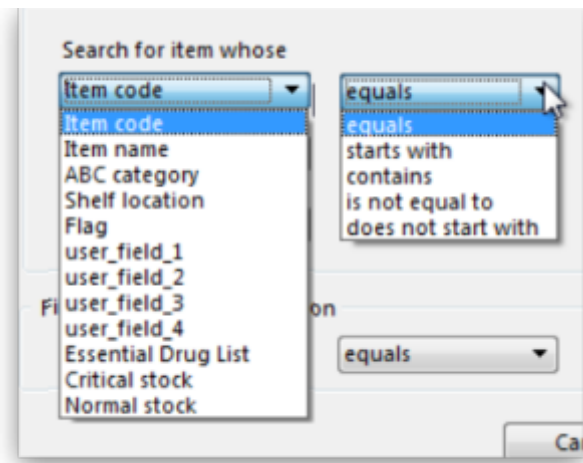 Search for item whose
Item code
equals
Item code
Item name
ABC category
Shelf location
Flag
user_field_1
user_field_2
user_field_3
user_field_4
Essential Drug List
Critical stock
Normal stock
equals
starts with
contains
is not equal to
does not start with
equals